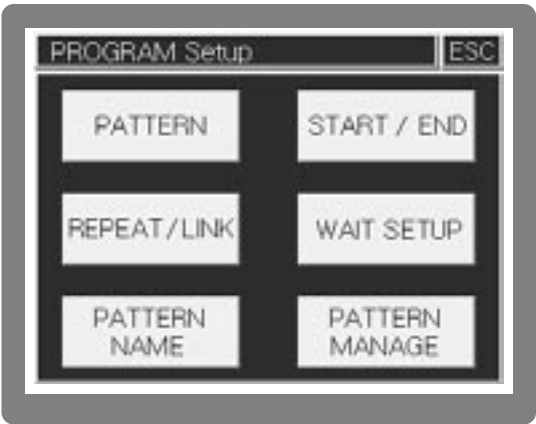 PROGRAM Setup ESC
PATTERN START / END
REPEAT/LINK WAIT SETUP
PATTERN NAME
PATTERN MANAGE